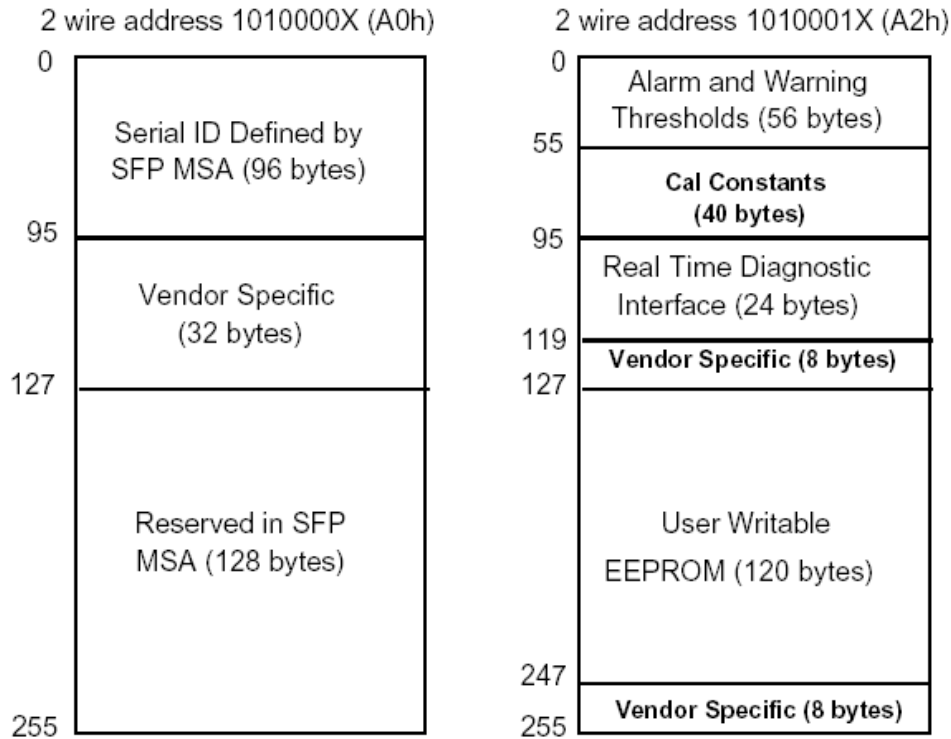 2 wire address 1010000X (A0h)
0
Serial ID Defined by
SFP MSA (96 bytes)
95
Vendor Specific
(32 bytes)
127
Reserved in SFP
MSA (128 bytes)
255
2 wire address 1010001X (A2h)
0
Alarm and Warning
Thresholds (56 bytes)
55
Cal Constants
(40 bytes)
95
Real Time Diagnostic
Interface (24 bytes)
119
Vendor Specific (8 bytes)
127
User Writable
EEPROM (120 bytes)
247
Vendor Specific (8 bytes)
255